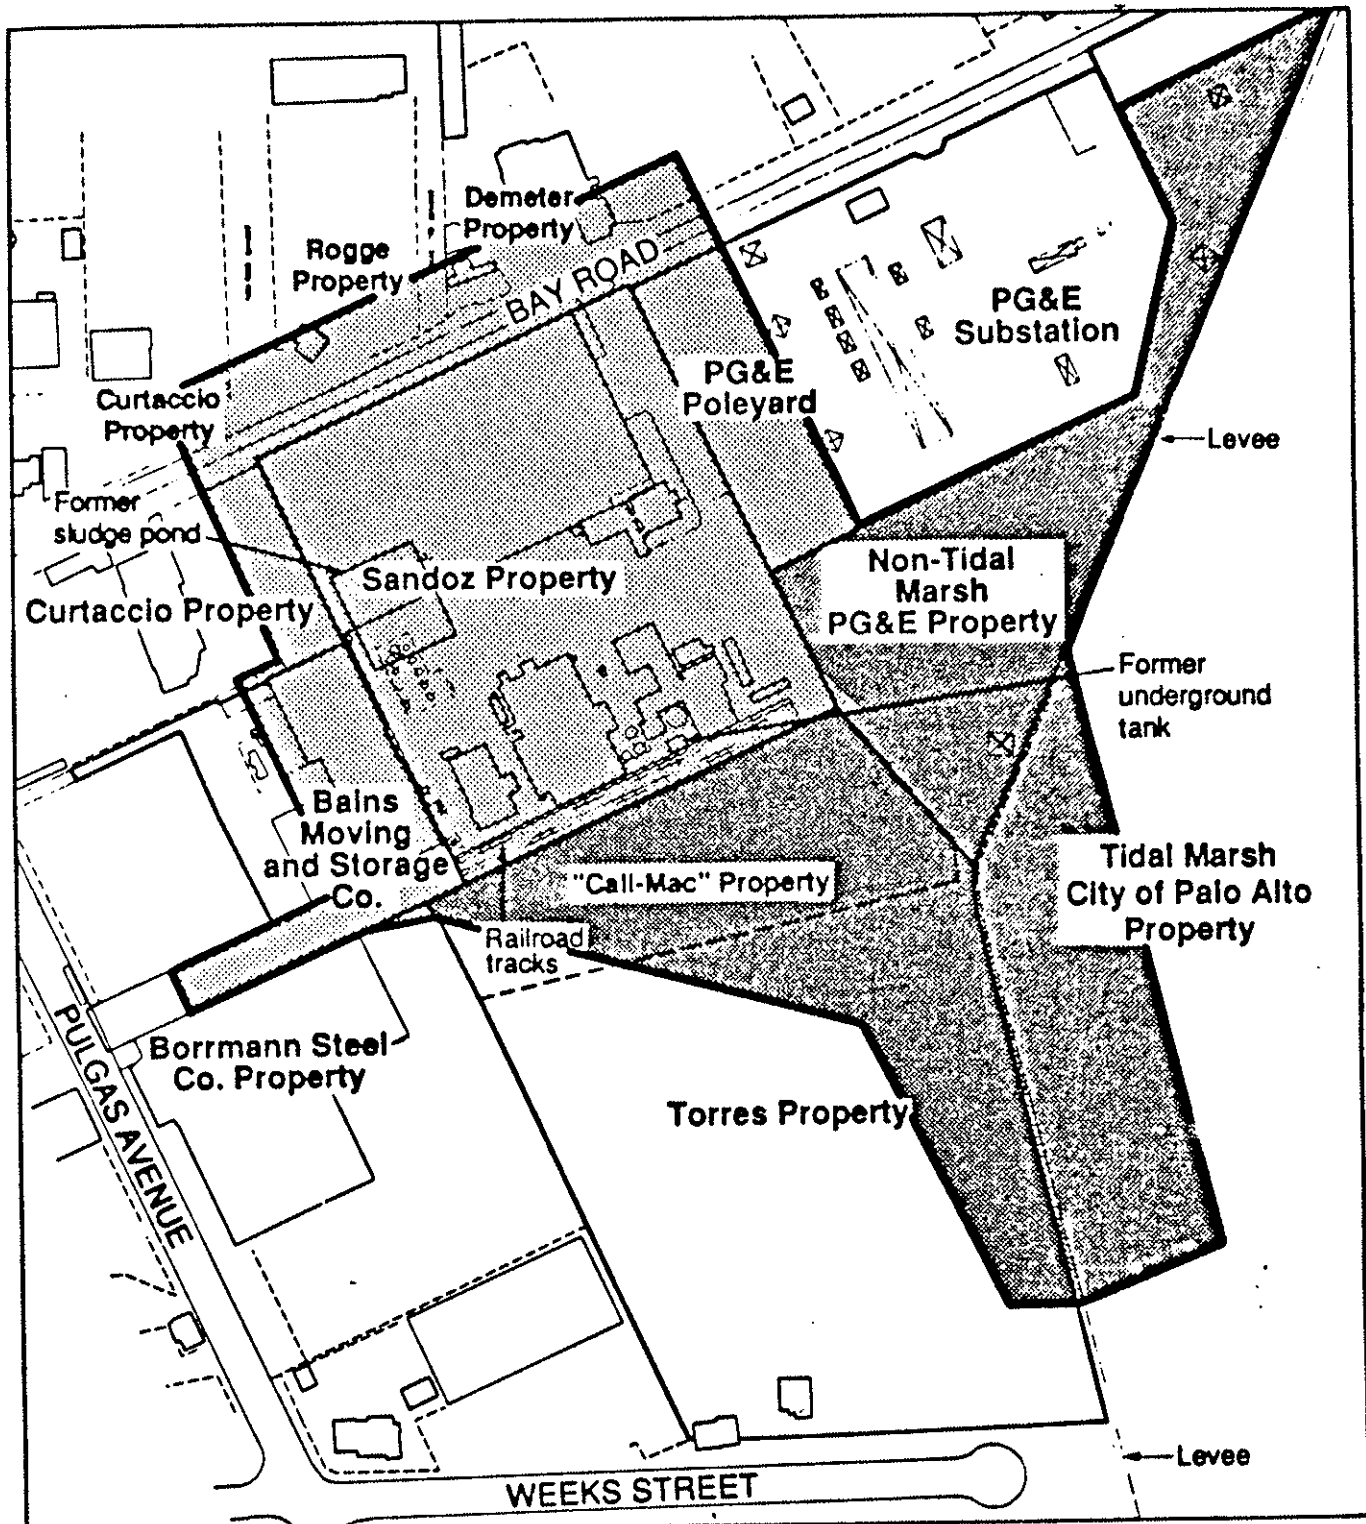 Demeter
Property
Rogge
Property
BAY ROAD
PG&E
Substation
PG&E
Poleyard
Curtaccio
Property
Levee
Former
sludge pond
Sandoz Property
Non-Tidal
Marsh
PG&E Property
Curtaccio Property
Former
underground
tank
Bains
Moving
and Storage
Co.
"Call-Mac" Property
Tidal Marsh
City of Palo Alto
Property
Railroad
tracks
Borrmann Steel
Co. Property
PULGAS AVENUE
Torres Property
Levee
WEEKS STREET